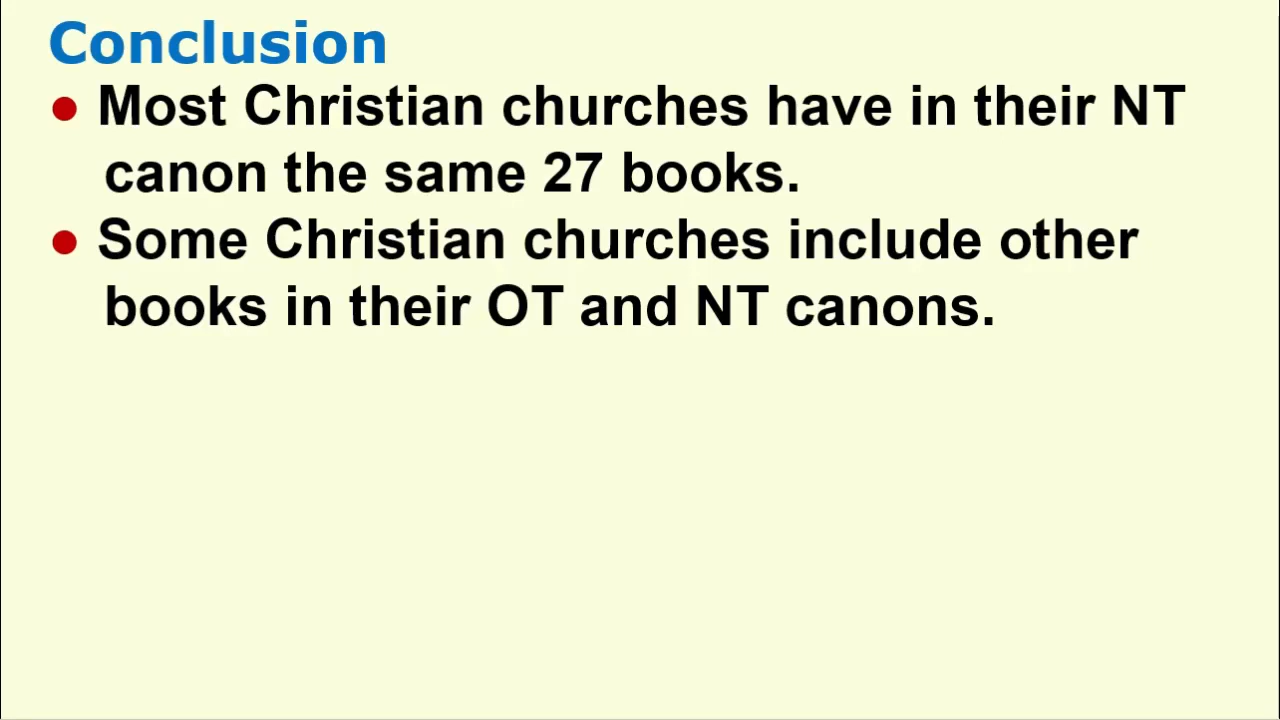 Conclusion
● Most Christian churches have in their NT
canon the same 27 books.
● Some Christian churches include other
books in their OT and NT canons.